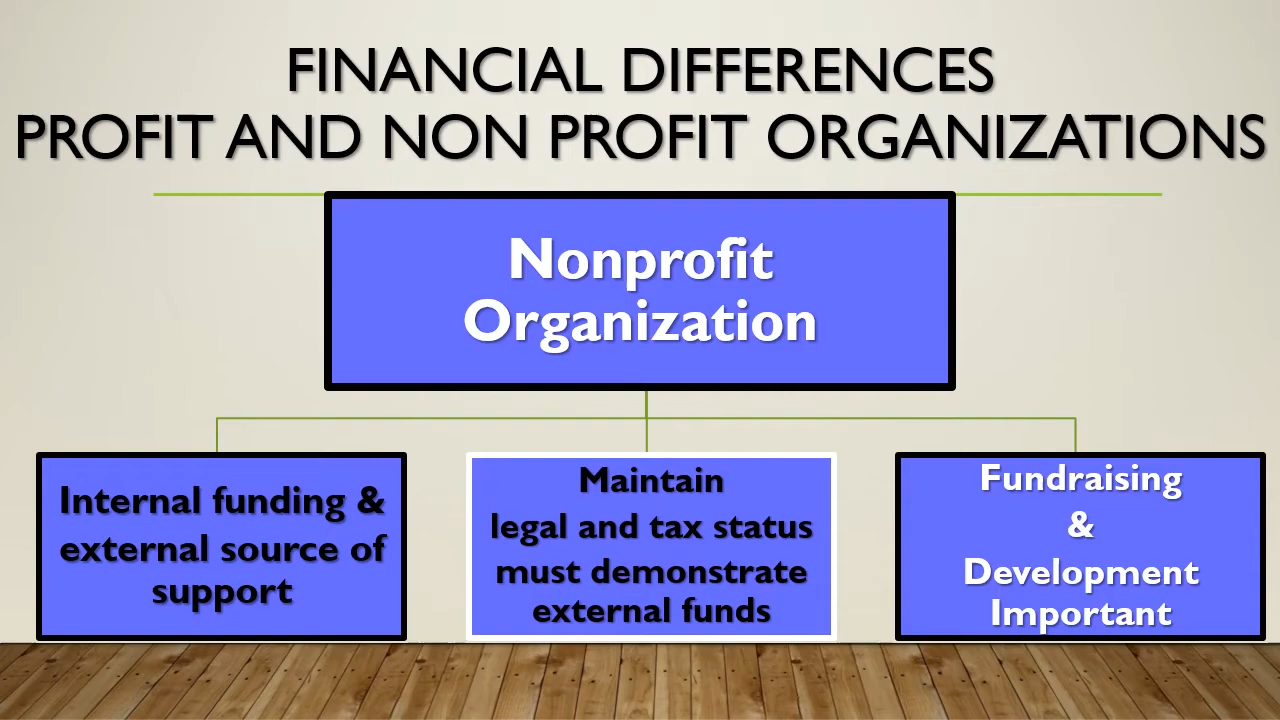 FINANCIAL DIFFERENCES
PROFIT AND NON PROFIT ORGANIZATIONS
Nonprofit
Organization
Internal funding &
external source of
support
Maintain
legal and tax status
must demonstrate
external funds
Fundraising
&
Development
Important